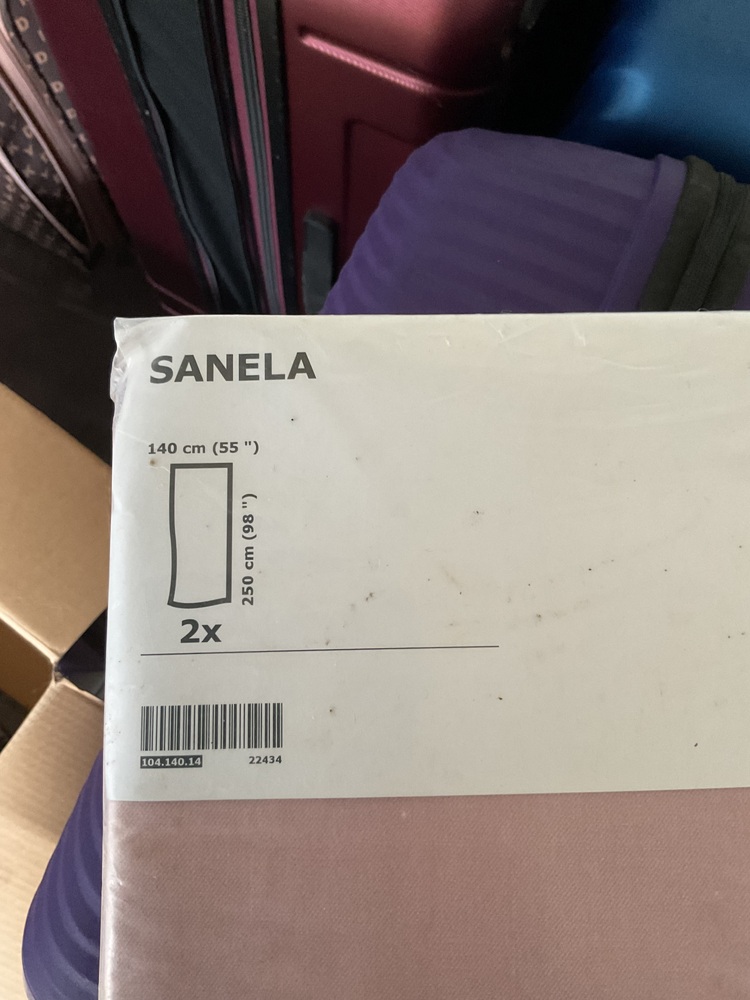 SANELA
140 cm (55 ")
250 cm (98 ")
2x
104.140.14 22434